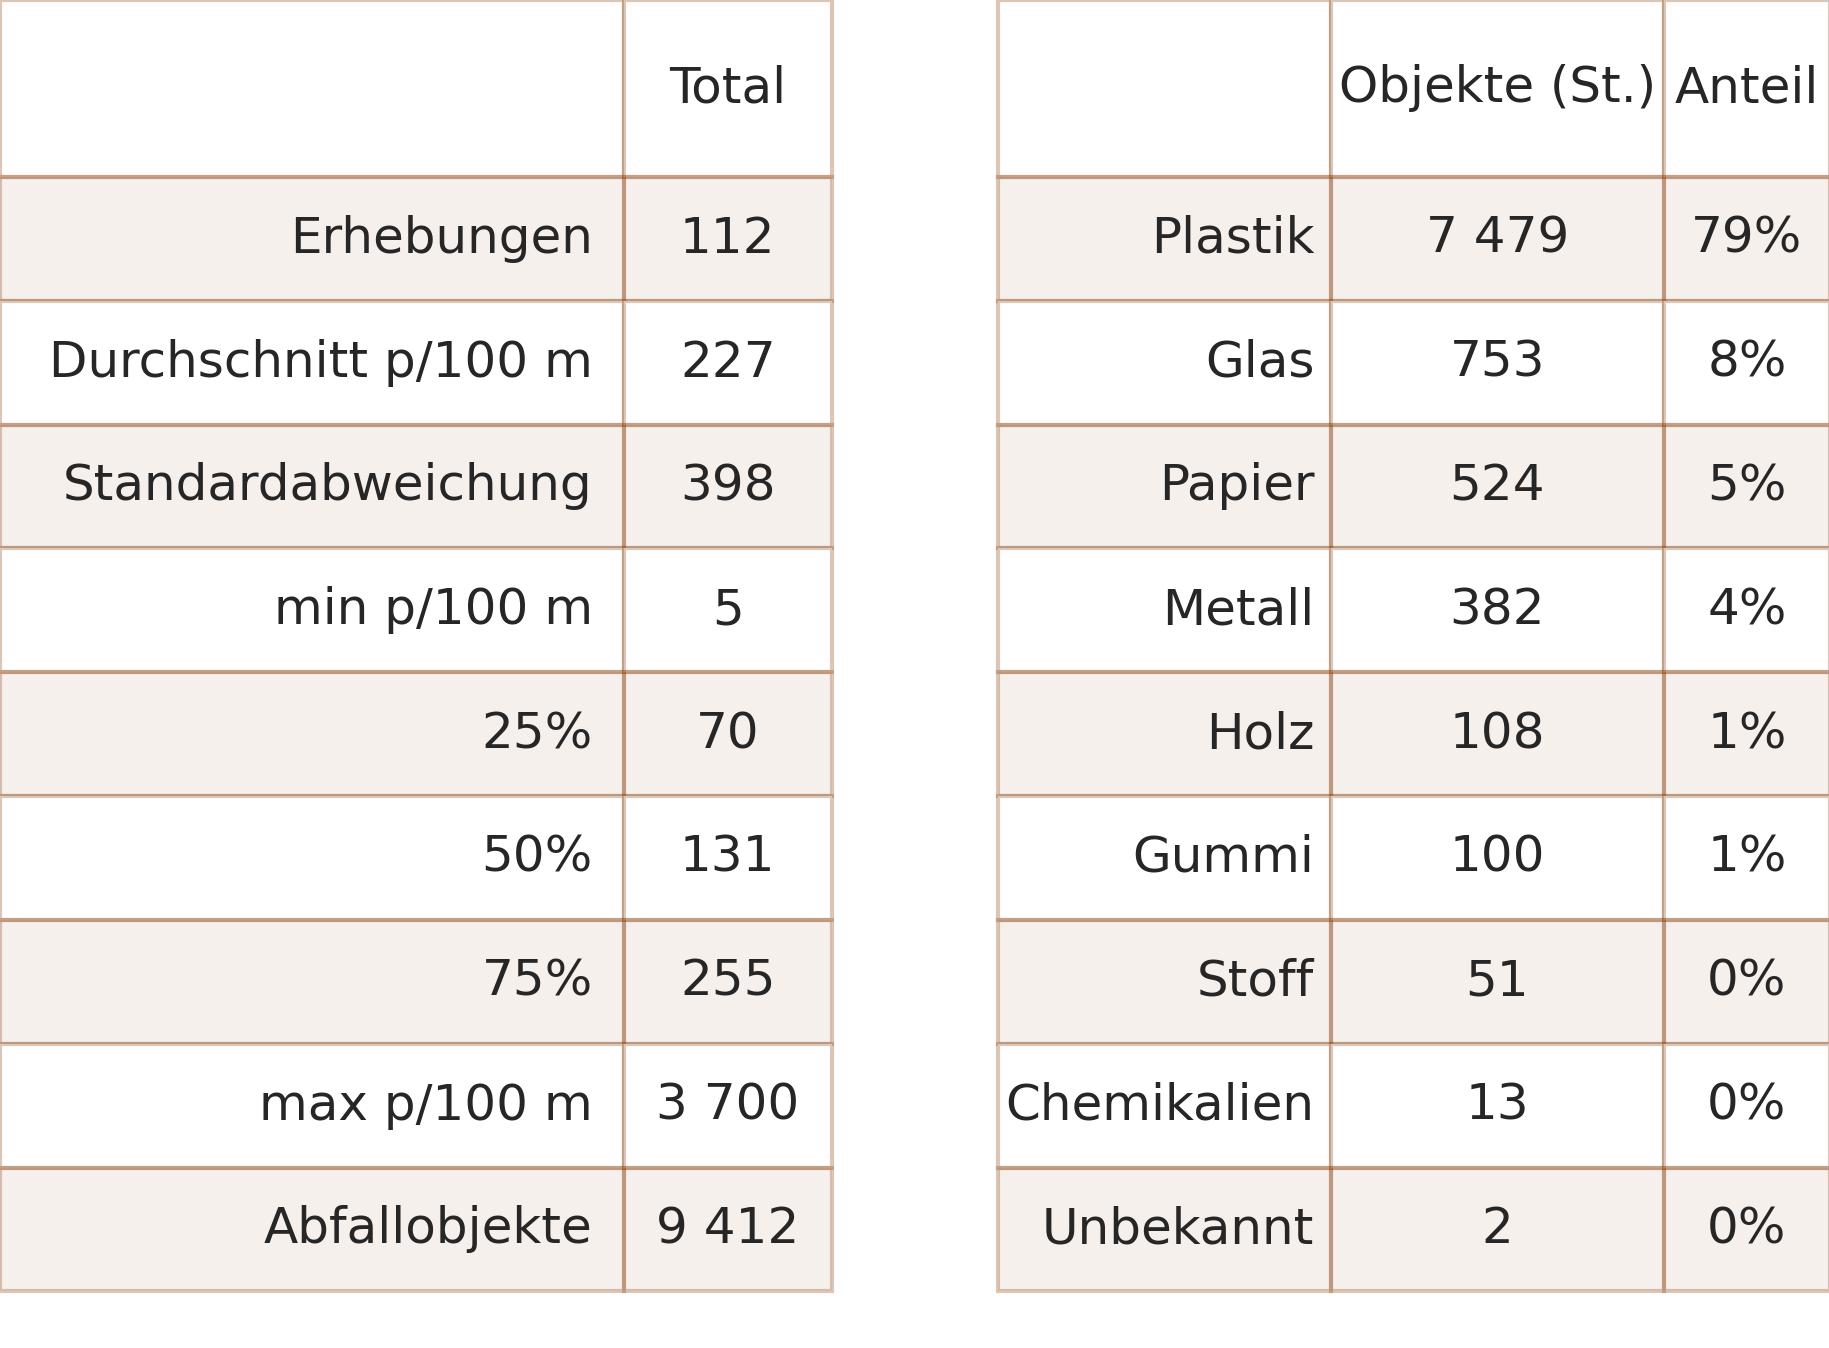 Total
Erhebungen 112
Durchschnitt p/100 m 227
Standardabweichung 398
min p/100 m 5
25% 70
50% 131
75% 255
max p/100 m 3 700
Abfallobjekte 9 412
Objekte (St.) Anteil
Plastik 7 479 79%
Glas 753 8%
Papier 524 5%
Metall 382 4%
Holz 108 1%
Gummi 100 1%
Stoff 51 0%
Chemikalien 13 0%
Unbekannt 2 0%